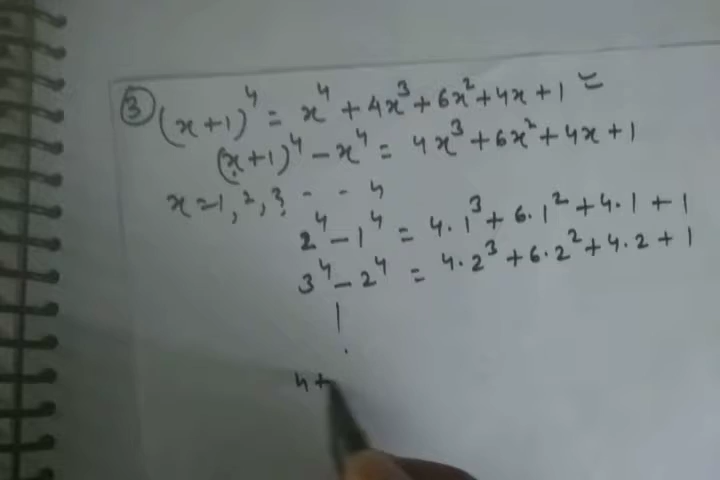 ③ (x+1)⁴ = x⁴ + 4x³ + 6x² + 4x + 1 =
(x+1)⁴ − x⁴ = 4x³ + 6x² + 4x + 1
x = 1, 2, 3 - - n
2⁴ − 1⁴ = 4·1³ + 6·1² + 4·1 + 1
3⁴ − 2⁴ = 4·2³ + 6·2² + 4·2 + 1
|
.
n+